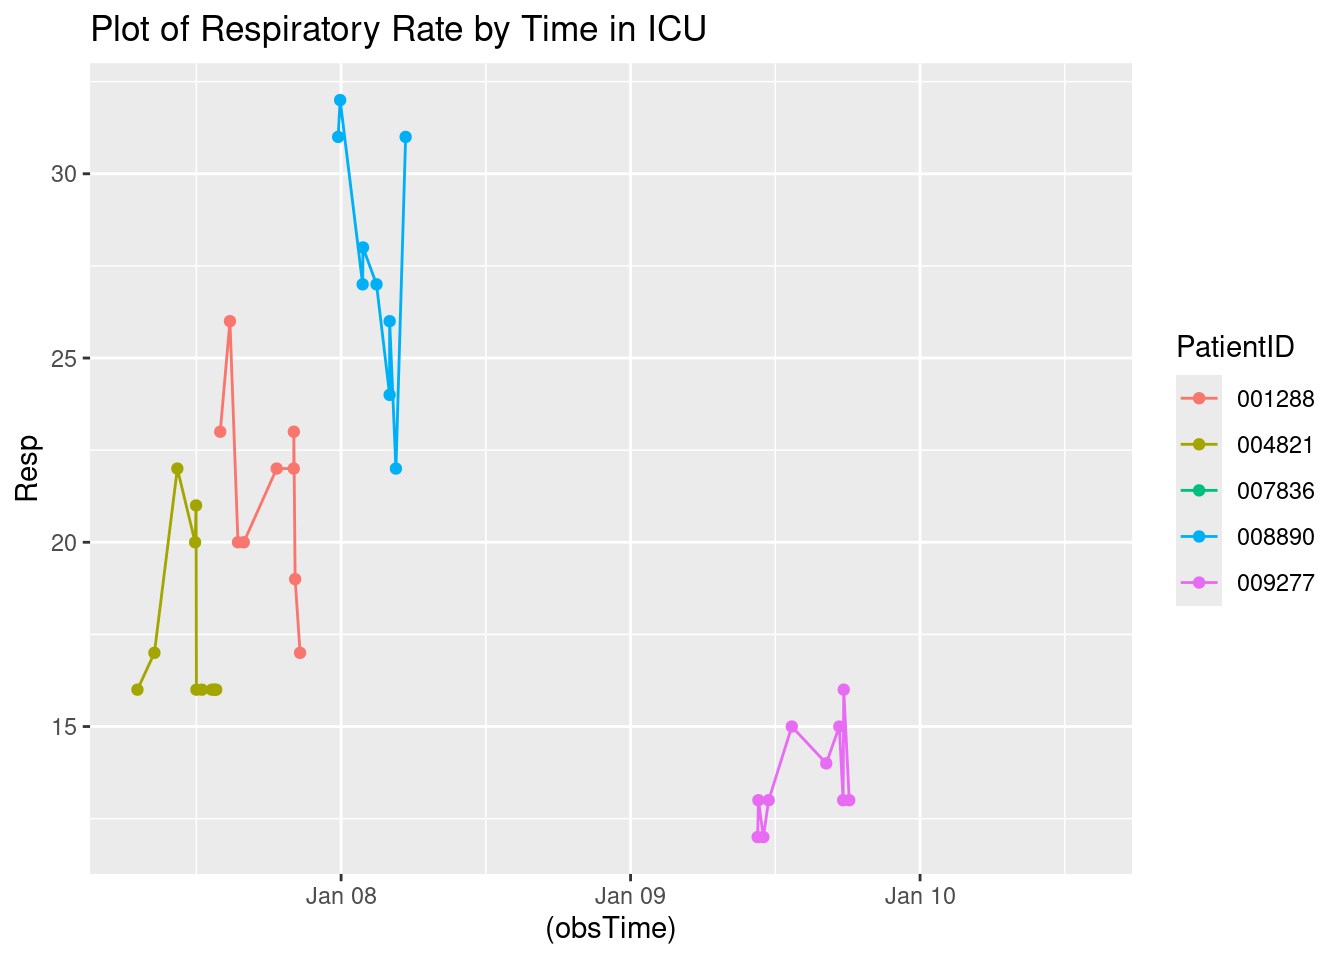 Plot of Respiratory Rate by Time in ICU
30
25
20
15
Resp
Jan 08
Jan 09
Jan 10
(obsTime)
PatientID
001288
004821
007836
008890
009277